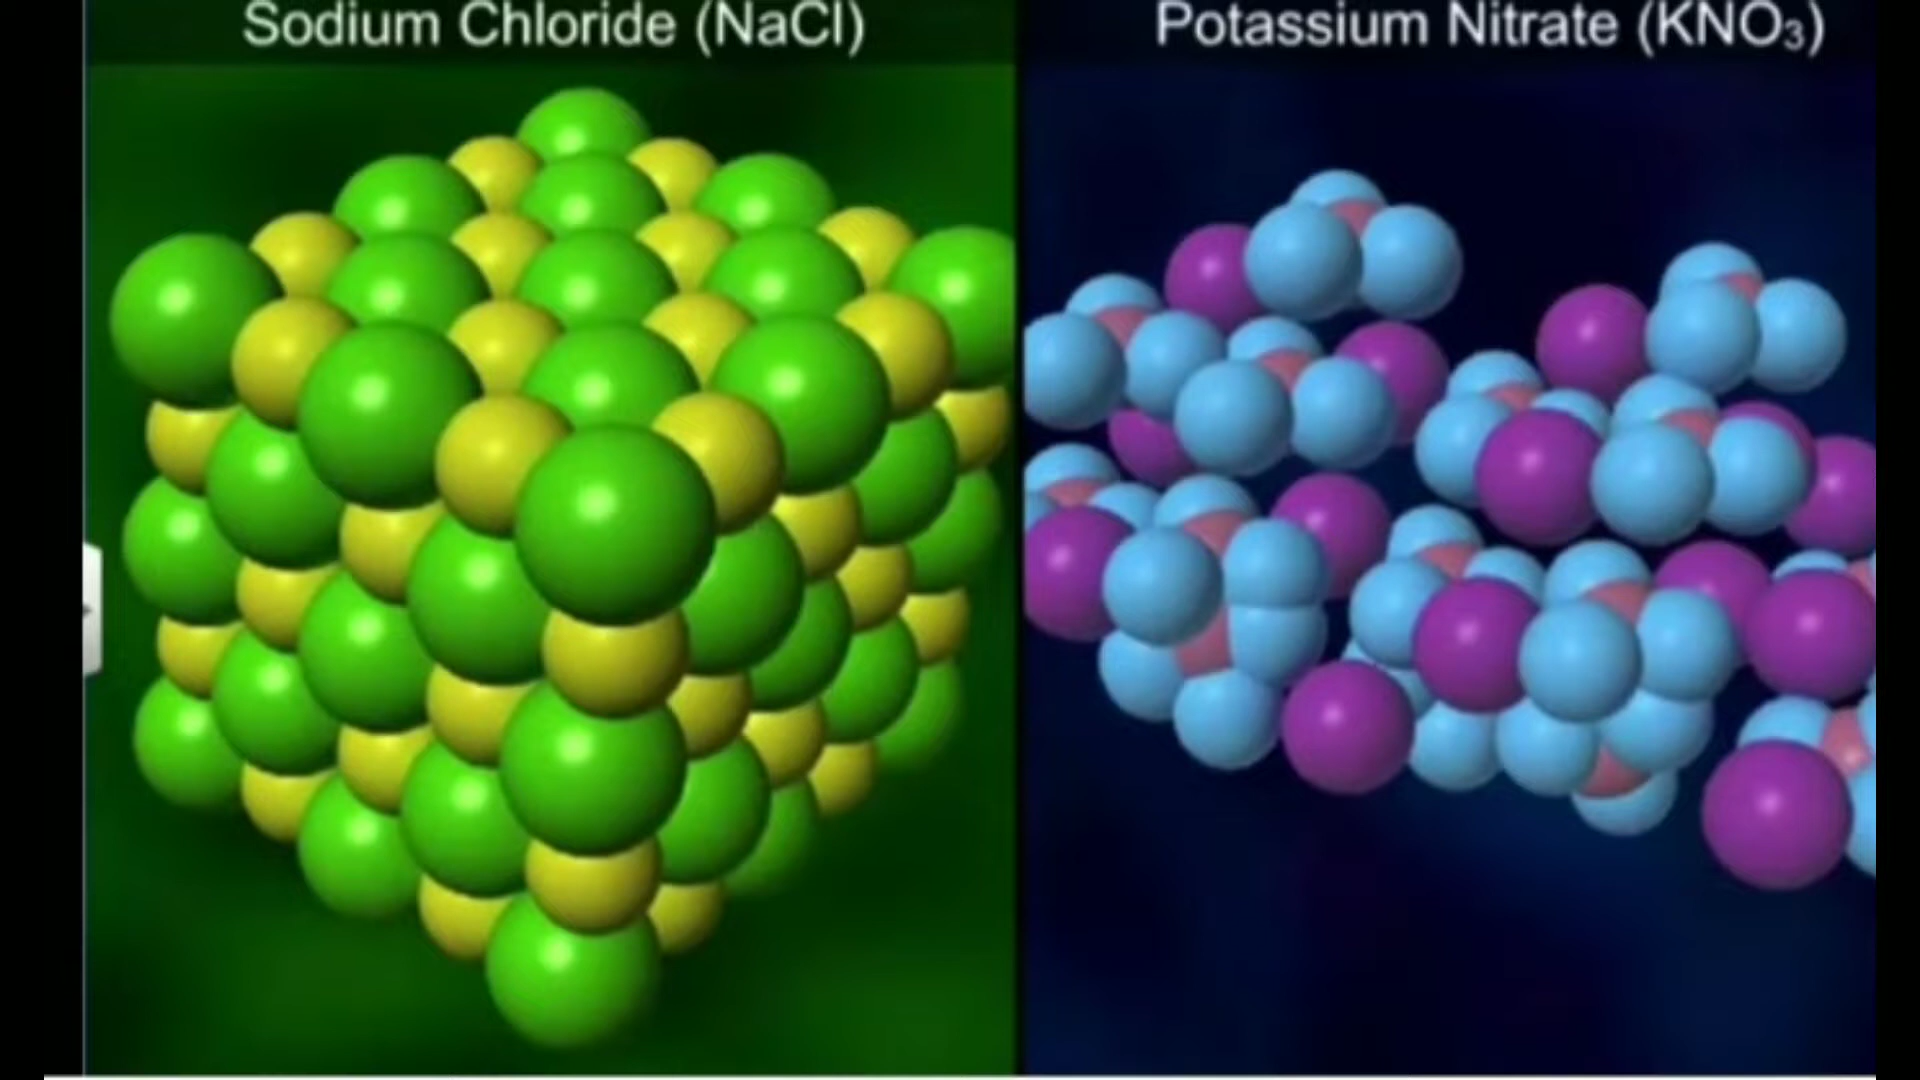 Sodium Chloride (NaCl)
Potassium Nitrate (KNO₃)